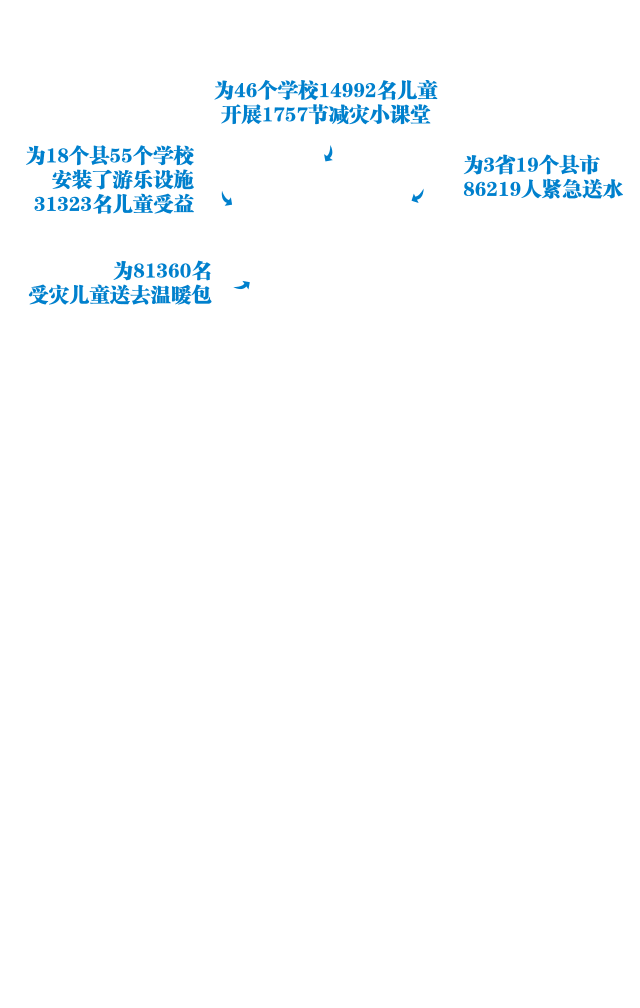 为46个学校14992名儿童
开展1757节减灾小课堂
为18个县55个学校
安装了游乐设施
31323名儿童受益
为3省19个县市
86219人紧急送水
为81360名
受灾儿童送去温暖包